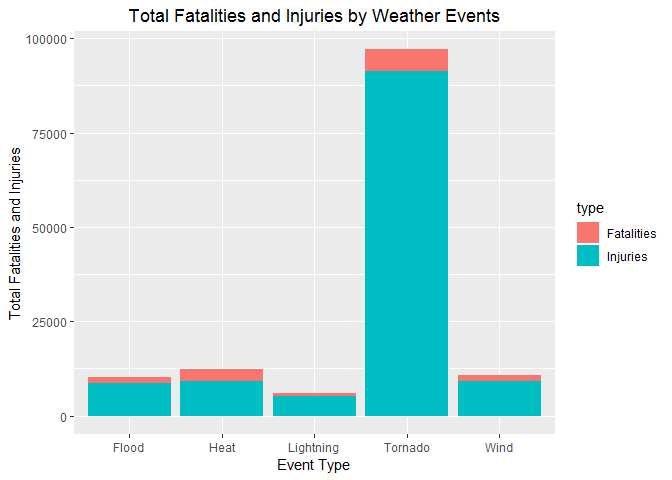 Total Fatalities and Injuries by Weather Events
Total Fatalities and Injuries
100000
75000
50000
25000
0
Flood
Heat
Lightning
Tornado
Wind
Event Type
type
Fatalities
Injuries